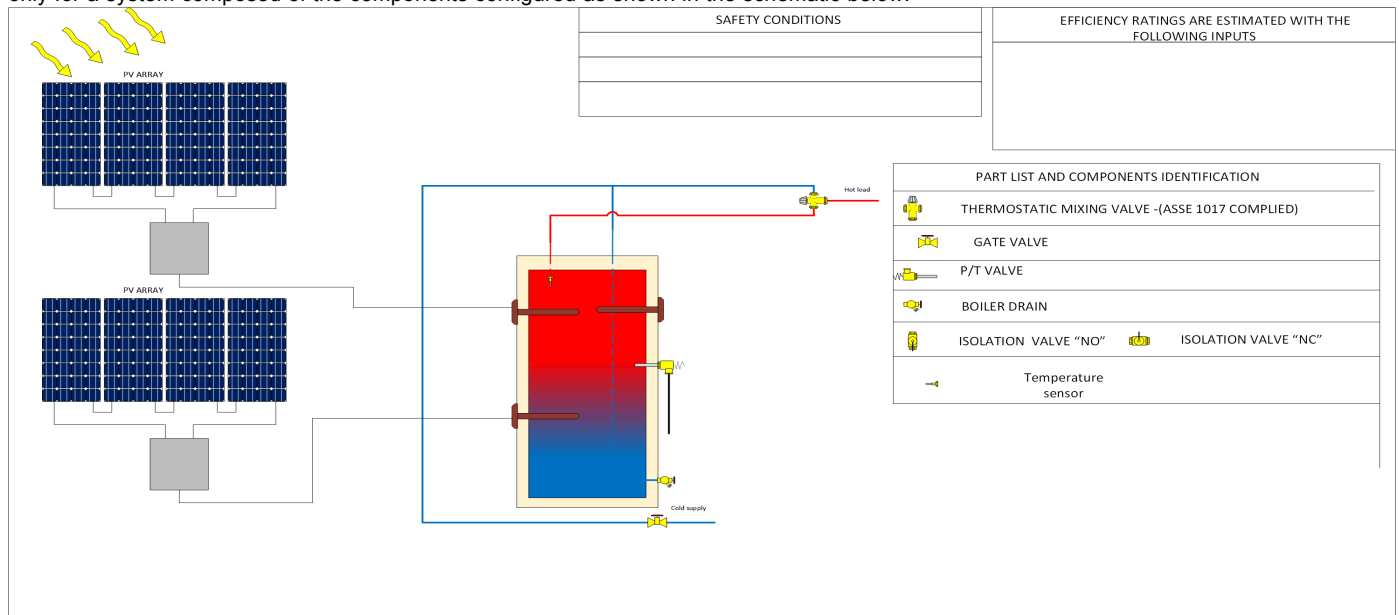 only for a system composed of the components configured as shown in the schematic below.
SAFETY CONDITIONS
EFFICIENCY RATINGS ARE ESTIMATED WITH THE
FOLLOWING INPUTS
PV ARRAY
PART LIST AND COMPONENTS IDENTIFICATION
Hot load
THERMOSTATIC MIXING VALVE -(ASSE 1017 COMPLIED)
GATE VALVE
P/T VALVE
PV ARRAY
BOILER DRAIN
ISOLATION VALVE “NO”
ISOLATION VALVE “NC”
Temperature
sensor
Cold supply